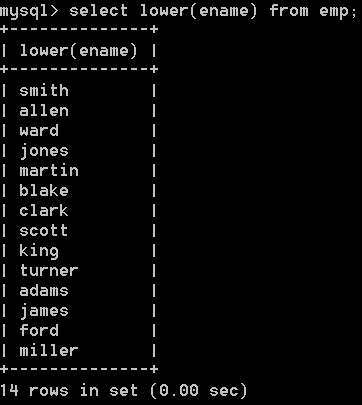 mysql> select lower(ename) from emp;
+--------------+
| lower(ename) |
+--------------+
| smith        |
| allen        |
| ward         |
| jones        |
| martin       |
| blake        |
| clark        |
| scott        |
| king         |
| turner       |
| adams        |
| james        |
| ford         |
| miller       |
+--------------+
14 rows in set (0.00 sec)